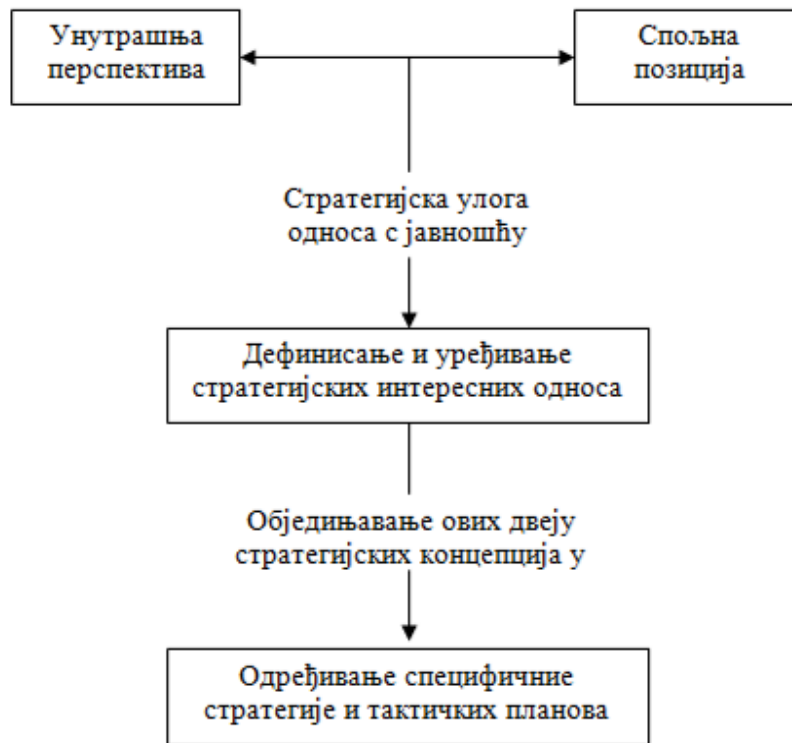 Унутрашња
перспектива
Спољна
позиција
Стратегијска улога
односа с јавношћу
Дефинисање и уређивање
стратегијских интересних односа
Обједињавање ових двеју
стратегијских концепција у
Одређивање специфичние
стратегије и тактичких планова